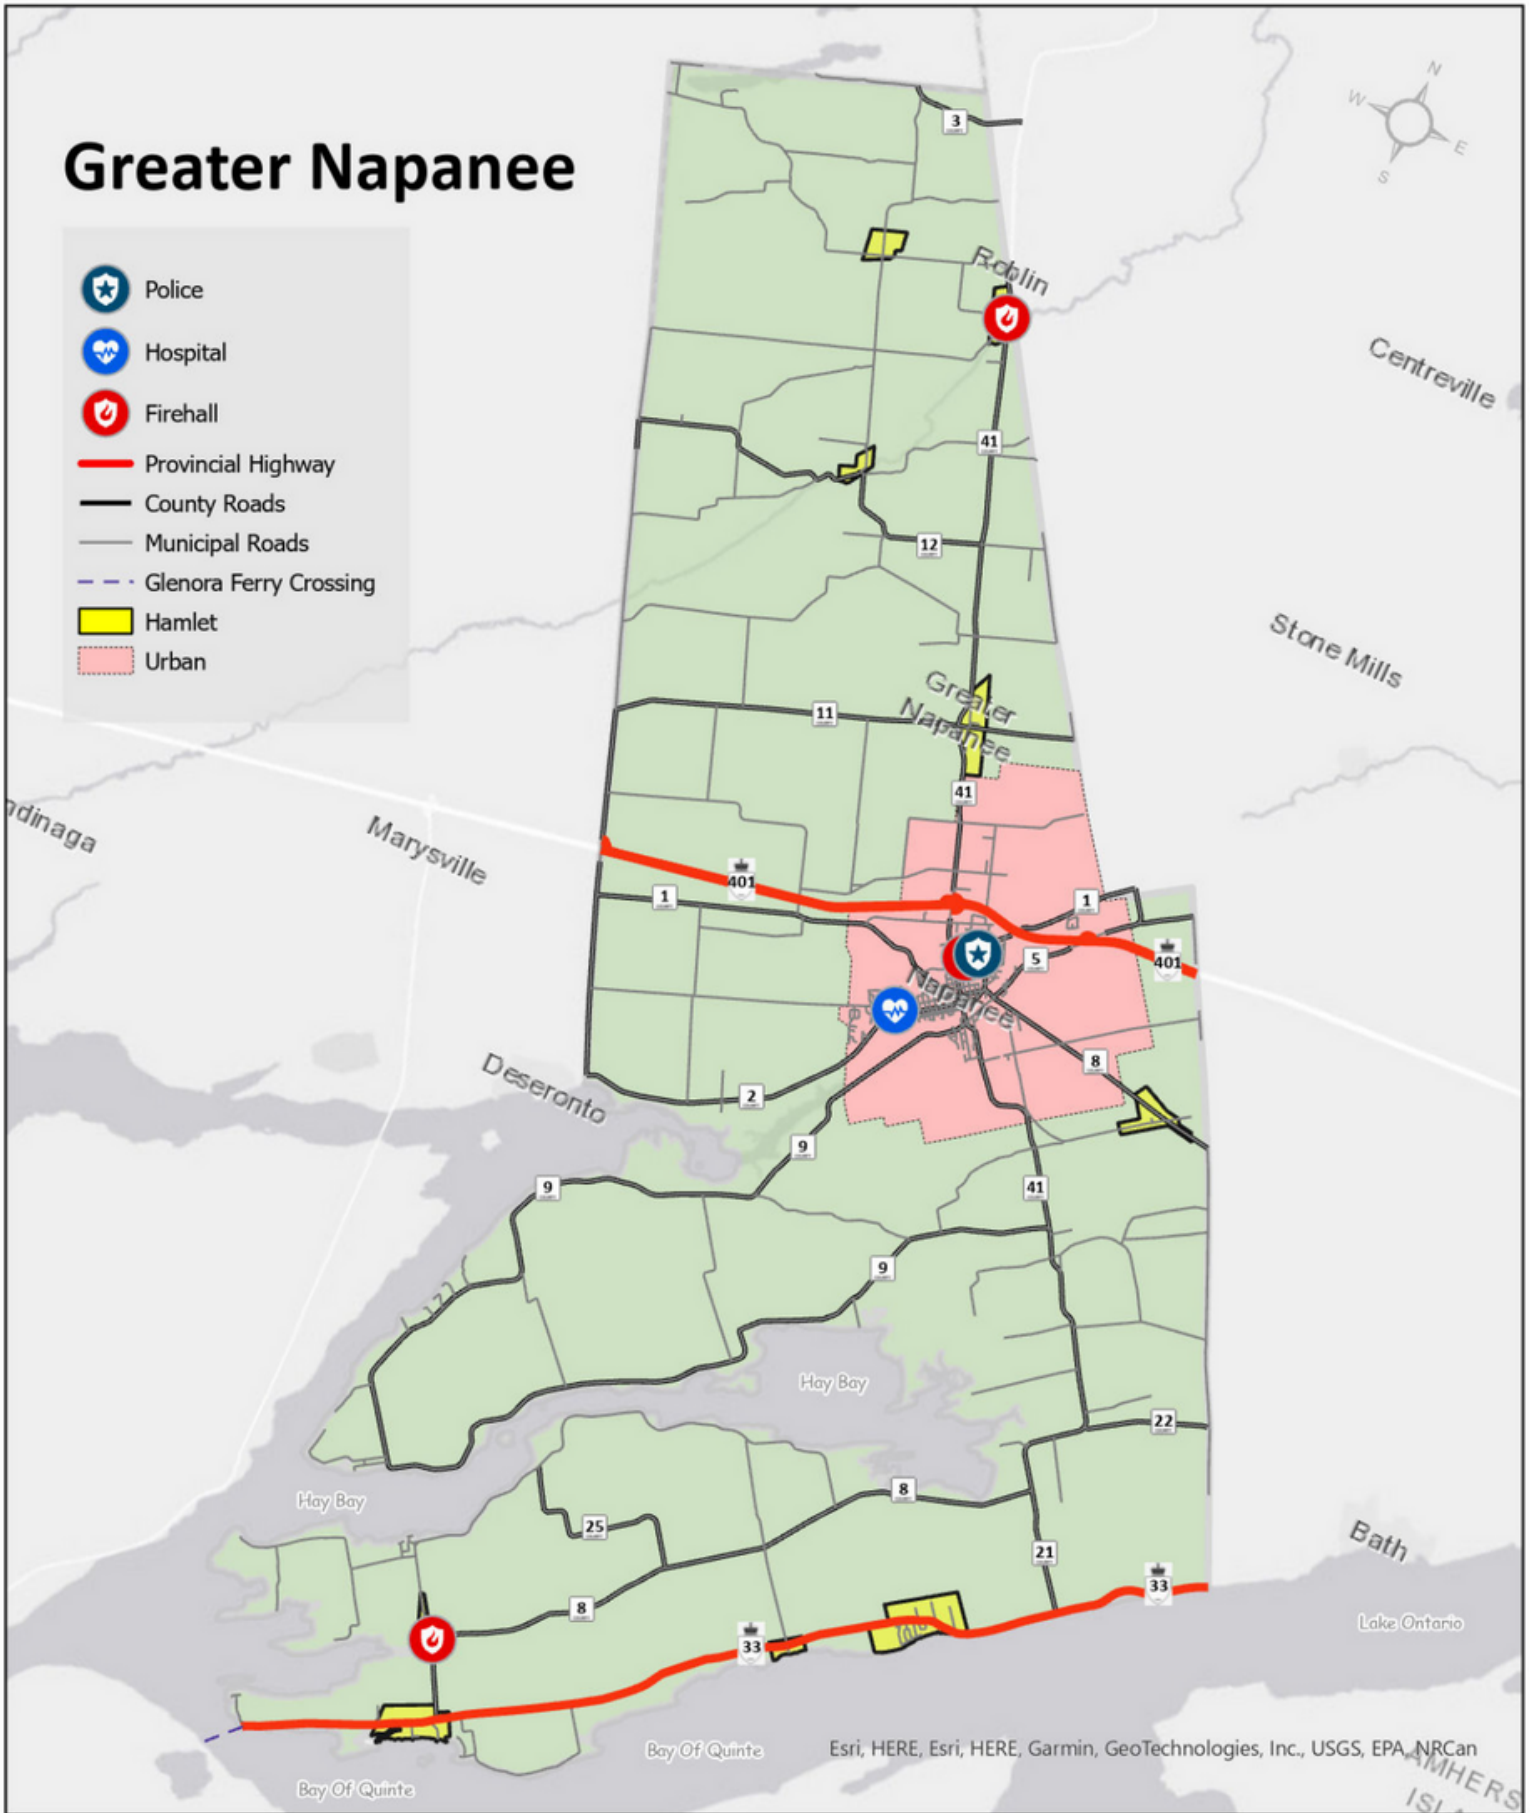 Greater Napanee
Police
Hospital
Firehall
Provincial Highway
County Roads
Municipal Roads
Glenora Ferry Crossing
Hamlet
Urban
N
W
E
S
3
Roblin
Centreville
41
12
Stone Mills
Greater
Napanee
11
41
ndinaga
Marysville
401
1
1
5
401
Napanee
8
Deseronto
2
9
9
41
9
Hay Bay
22
Hay Bay
8
25
21
Bath
33
8
33
Lake Ontario
Bay Of Quinte
Esri, HERE, Esri, HERE, Garmin, GeoTechnologies, Inc., USGS, EPA, NRCan
Bay Of Quinte
AMHERS
ISL